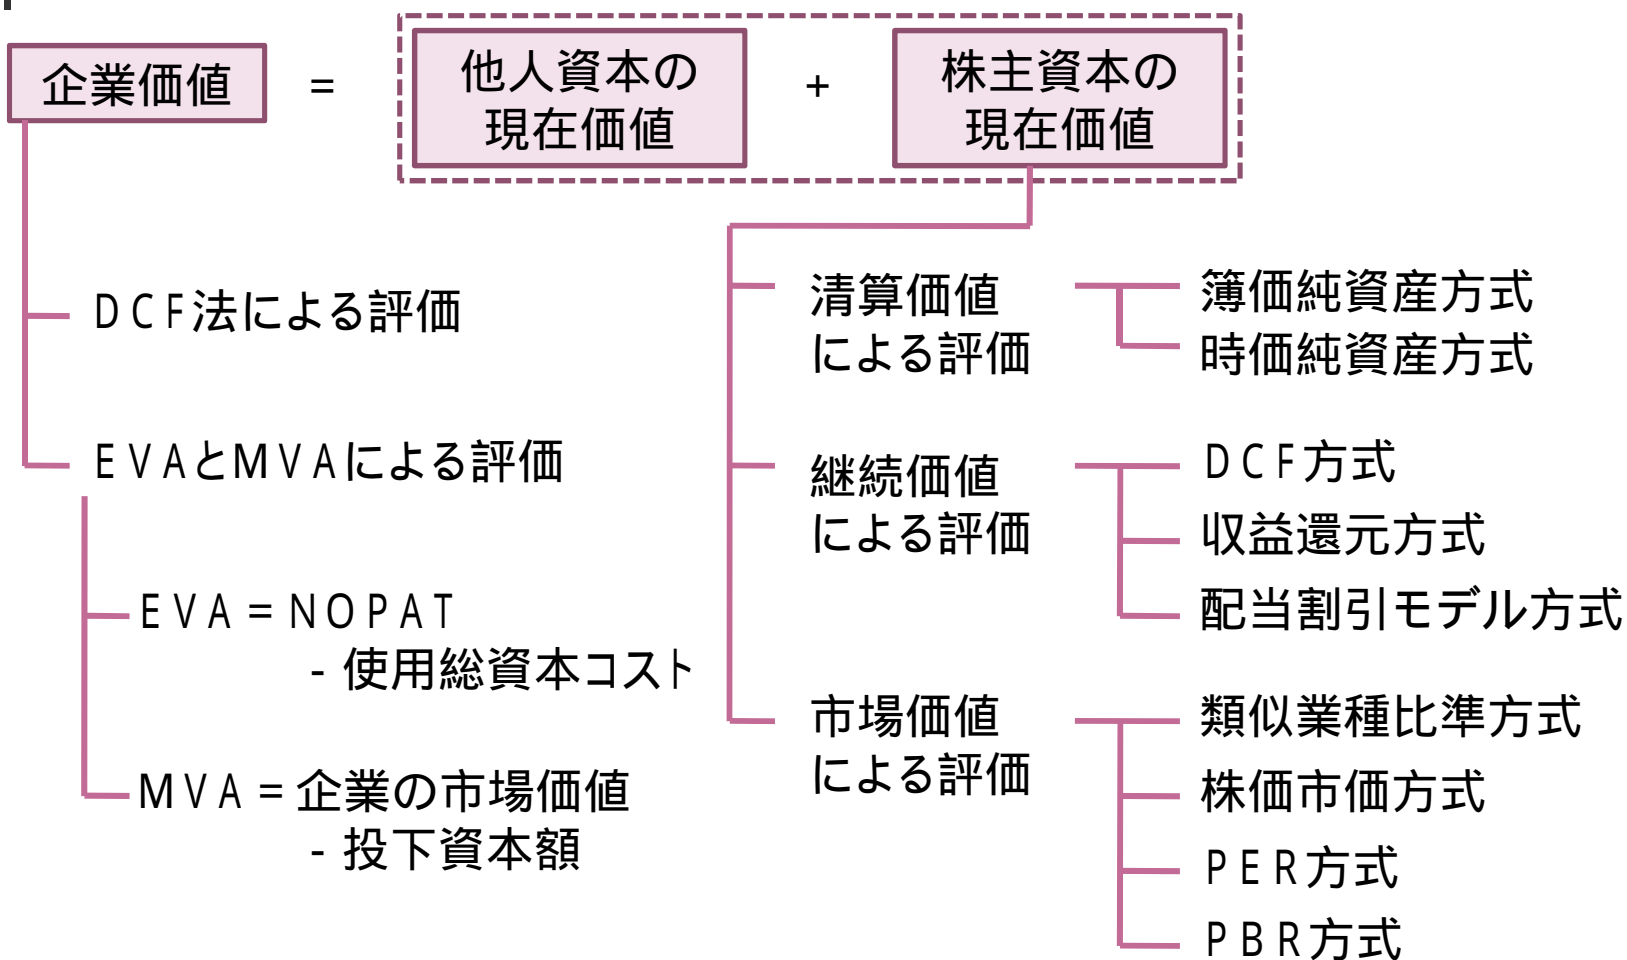 企業価値
=
他人資本の
現在価値
+
株主資本の
現在価値
DCF法による評価
EVAとMVAによる評価
EVA=NOPAT
-使用総資本コスト
MVA=企業の市場価値
-投下資本額
清算価値
による評価
簿価純資産方式
時価純資産方式
継続価値
による評価
DCF方式
収益還元方式
配当割引モデル方式
市場価値
による評価
類似業種比準方式
株価市価方式
PER方式
PBR方式